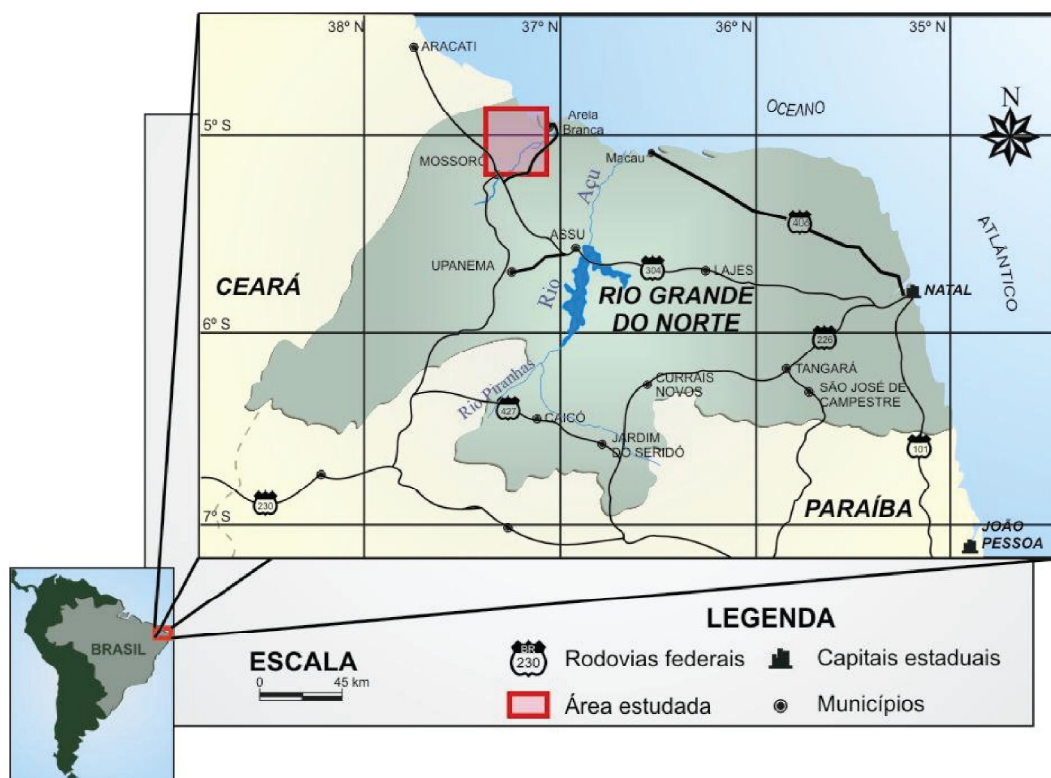 38º N
37º N
36º N
35º N
ARACATI
OCEANO
N
Areia
Branca
5º S
MOSSORÓ
Macau
Açu
406
ATLÂNTICO
ASSU
UPANEMA
304
LAJES
CEARÁ
Rio
RIO GRANDE
DO NORTE
NATAL
6º S
226
TANGARÁ
Rio Piranhas
CURRAIS
NOVOS
SÃO JOSÉ DE
CAMPESTRE
427
CAICÓ
JARDIM
DO SERIDÓ
101
230
PARAÍBA
7º S
JOÃO
PESSOA
BRASIL
LEGENDA
ESCALA
0 45 km
BR
230
Rodovias federais
Capitais estaduais
Área estudada
Municípios